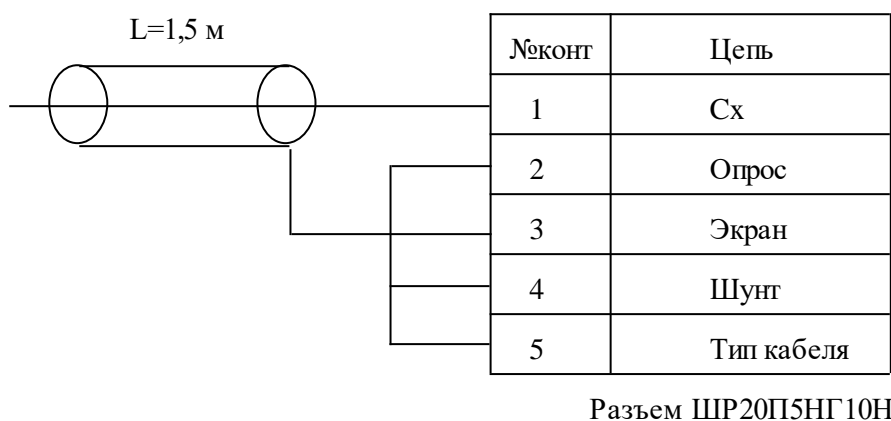 L=1,5 м
№конт Цепь
1 Сх
2 Опрос
3 Экран
4 Шунт
5 Тип кабеля
Разъем ШР20П5НГ10Н